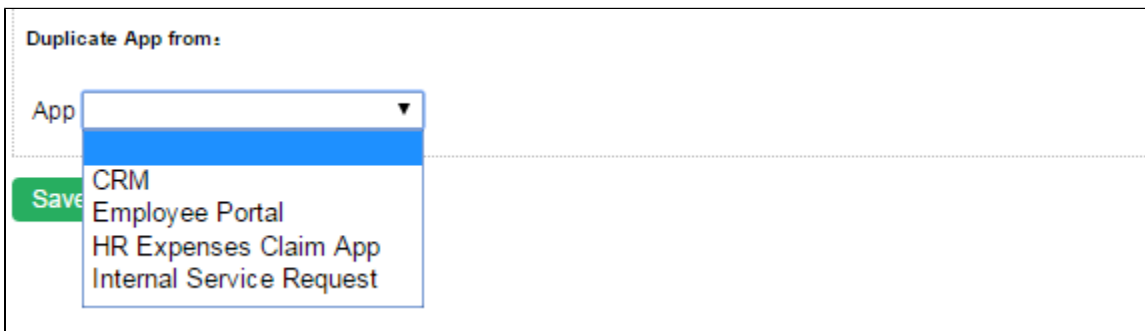 Duplicate App from:
App
CRM
Save
Employee Portal
HR Expenses Claim App
Internal Service Request